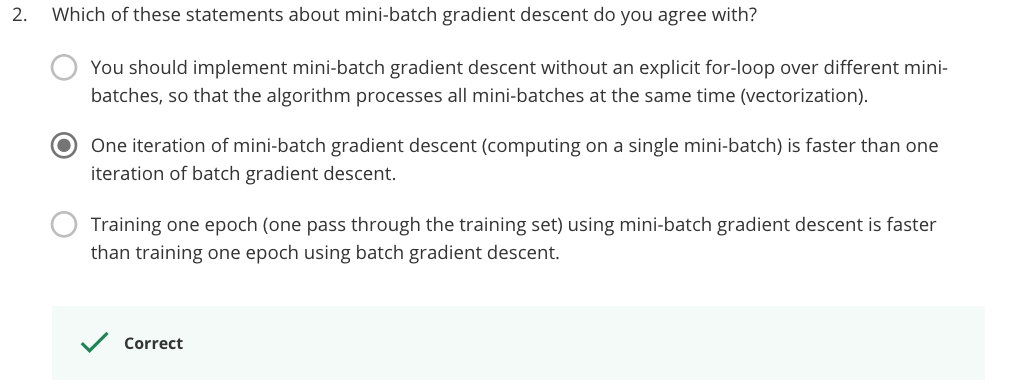 2. Which of these statements about mini-batch gradient descent do you agree with?
You should implement mini-batch gradient descent without an explicit for-loop over different mini-
batches, so that the algorithm processes all mini-batches at the same time (vectorization).
One iteration of mini-batch gradient descent (computing on a single mini-batch) is faster than one
iteration of batch gradient descent.
Training one epoch (one pass through the training set) using mini-batch gradient descent is faster
than training one epoch using batch gradient descent.
Correct